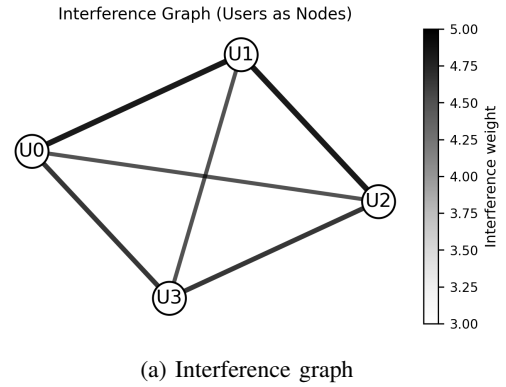 Interference Graph (Users as Nodes)
U1
U0
U2
U3
5.00
4.75
4.50
4.25
4.00
3.75
3.50
3.25
3.00
Interference weight
(a) Interference graph